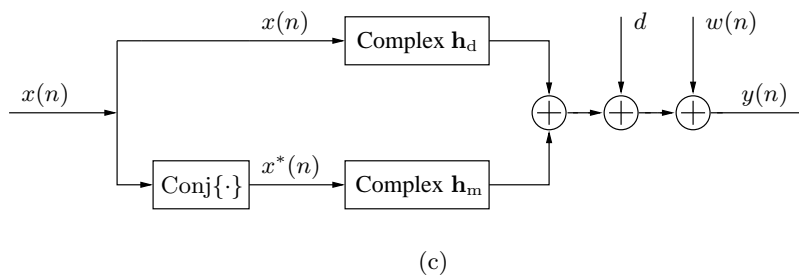 x(n)
x(n)
Complex h_d
d
w(n)
y(n)
Conj{·}
x*(n)
Complex h_m
(c)